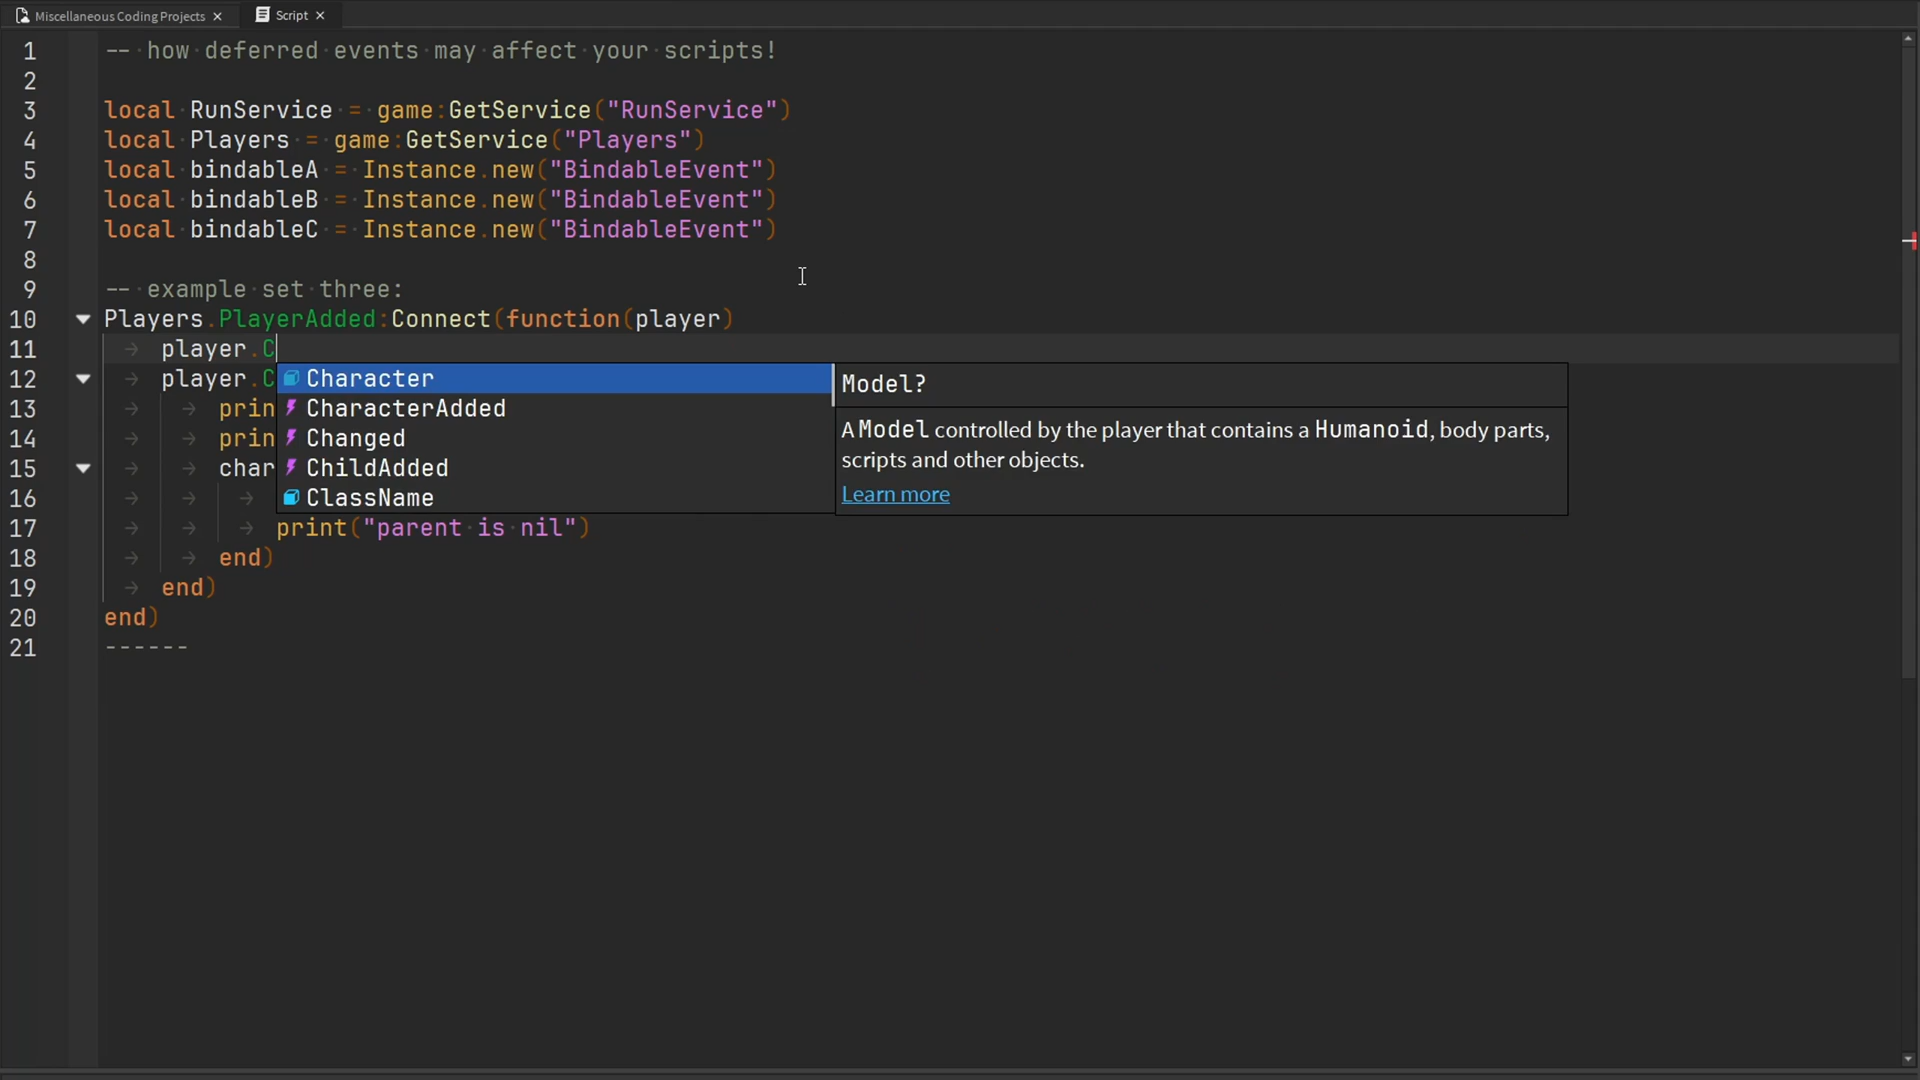 Miscellaneous Coding Projects × Script ×
1 -- how deferred events may affect your scripts!
2
3 local RunService = game:GetService("RunService")
4 local Players = game:GetService("Players")
5 local bindableA = Instance.new("BindableEvent")
6 local bindableB = Instance.new("BindableEvent")
7 local bindableC = Instance.new("BindableEvent")
8
9 -- example set three:
10 Players.PlayerAdded:Connect(function(player)
11 player.C
12 player.C
13 prin
14 prin
15 char
16
17 print("parent is nil")
18 end)
19 end)
20 end)
21 ------
Character
CharacterAdded
Changed
ChildAdded
ClassName
Model?
A Model controlled by the player that contains a Humanoid, body parts,
scripts and other objects.
Learn more